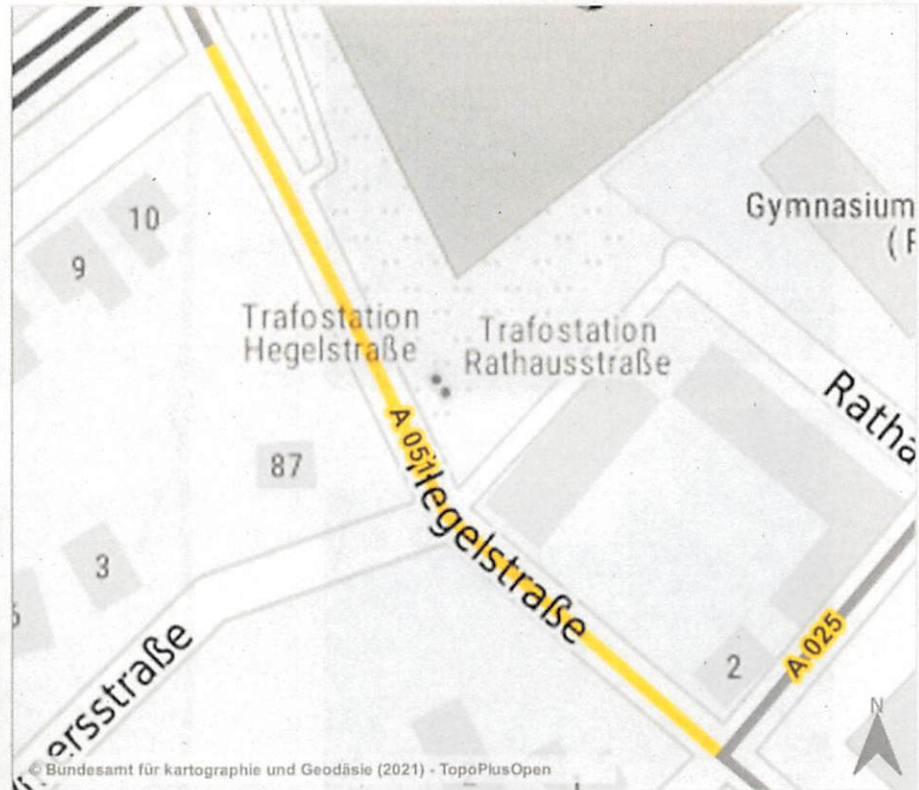 10
9
Gymnasium
Trafostation
Hegelstraße
Trafostation
Rathausstraße
Ratha
A 051
87
Hegelstraße
3
ersstraße
2
A 025
N
© Bundesamt für kartographie und Geodäsie (2021) - TopoPlusOpen